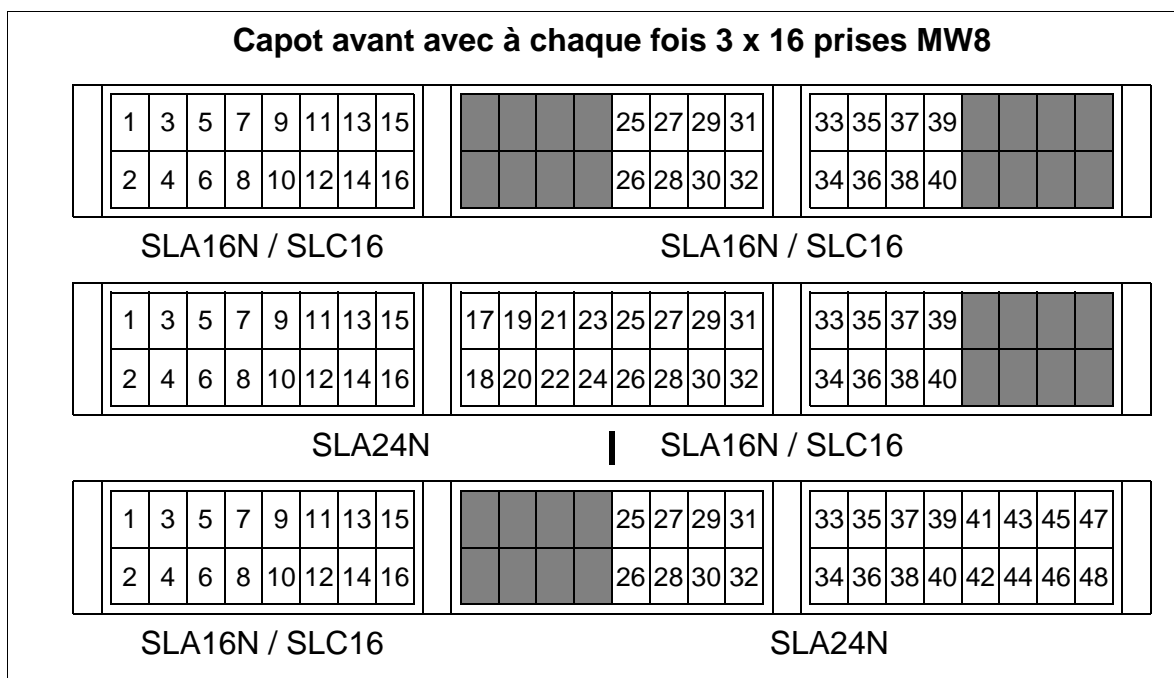 Capot avant avec à chaque fois 3 x 16 prises MW8
1 3 5 7 9 11 13 15 25 27 29 31 33 35 37 39
2 4 6 8 10 12 14 16 26 28 30 32 34 36 38 40
SLA16N / SLC16 SLA16N / SLC16
1 3 5 7 9 11 13 15 17 19 21 23 25 27 29 31 33 35 37 39
2 4 6 8 10 12 14 16 18 20 22 24 26 28 30 32 34 36 38 40
SLA24N SLA16N / SLC16
1 3 5 7 9 11 13 15 25 27 29 31 33 35 37 39 41 43 45 47
2 4 6 8 10 12 14 16 26 28 30 32 34 36 38 40 42 44 46 48
SLA16N / SLC16 SLA24N